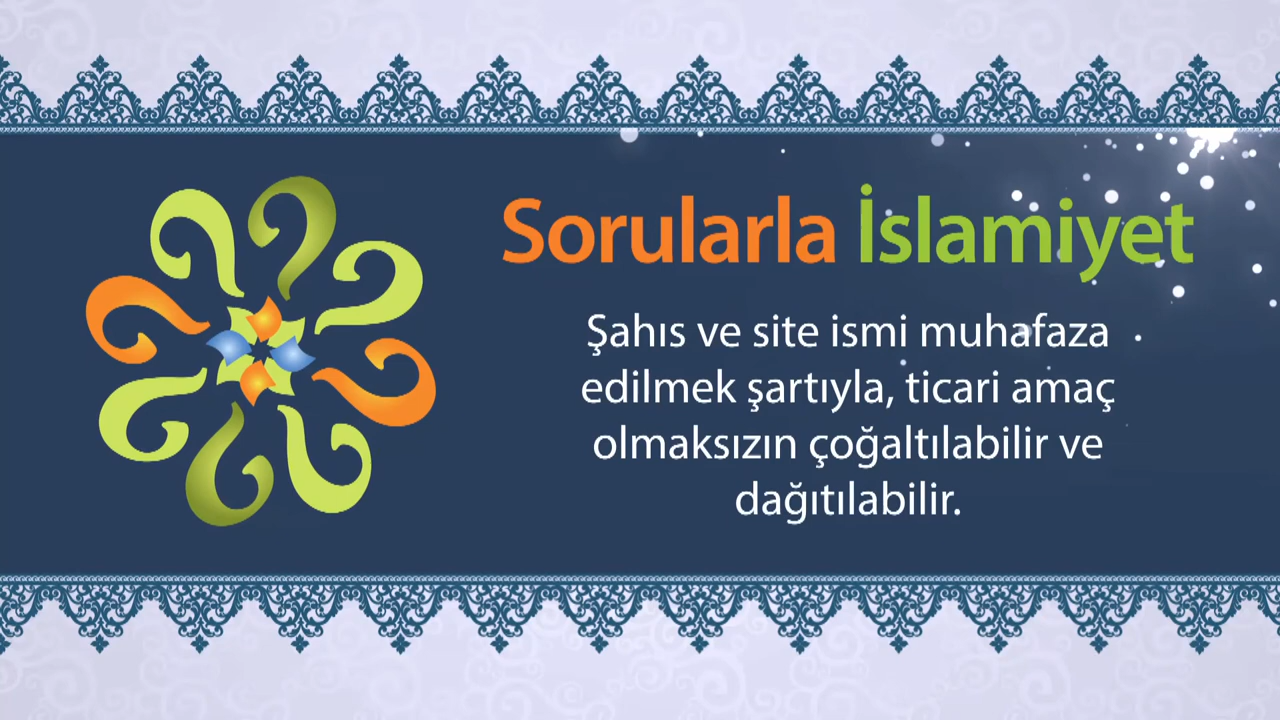 Sorularla İslamiyet
Şahıs ve site ismi muhafaza
edilmek şartıyla, ticari amaç
olmaksızın çoğaltılabilir ve
dağıtılabilir.